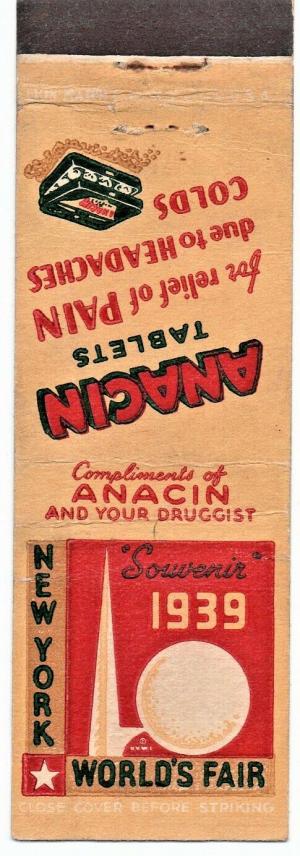 ANACIN
TABLETS
for relief of PAIN
due to HEADACHES
COLDS
ANACIN
Compliments of
ANACIN
AND YOUR DRUGGIST
"Souvenir"
1939
NEW YORK
WORLD'S FAIR
CLOSE COVER BEFORE STRIKING